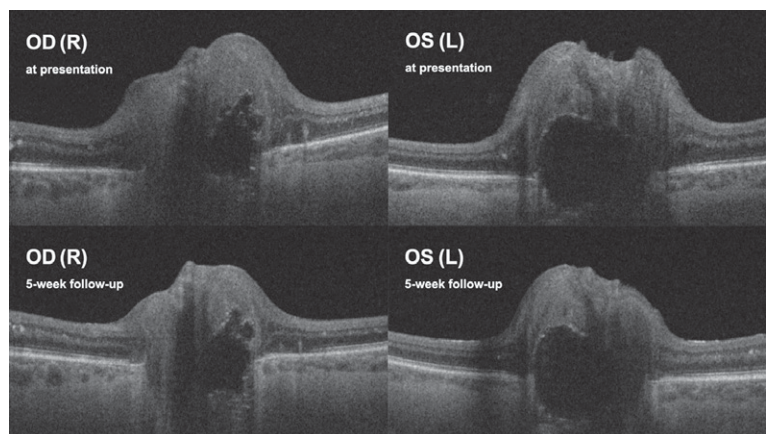 OD (R)
at presentation
OS (L)
at presentation
OD (R)
5-week follow-up
OS (L)
5-week follow-up